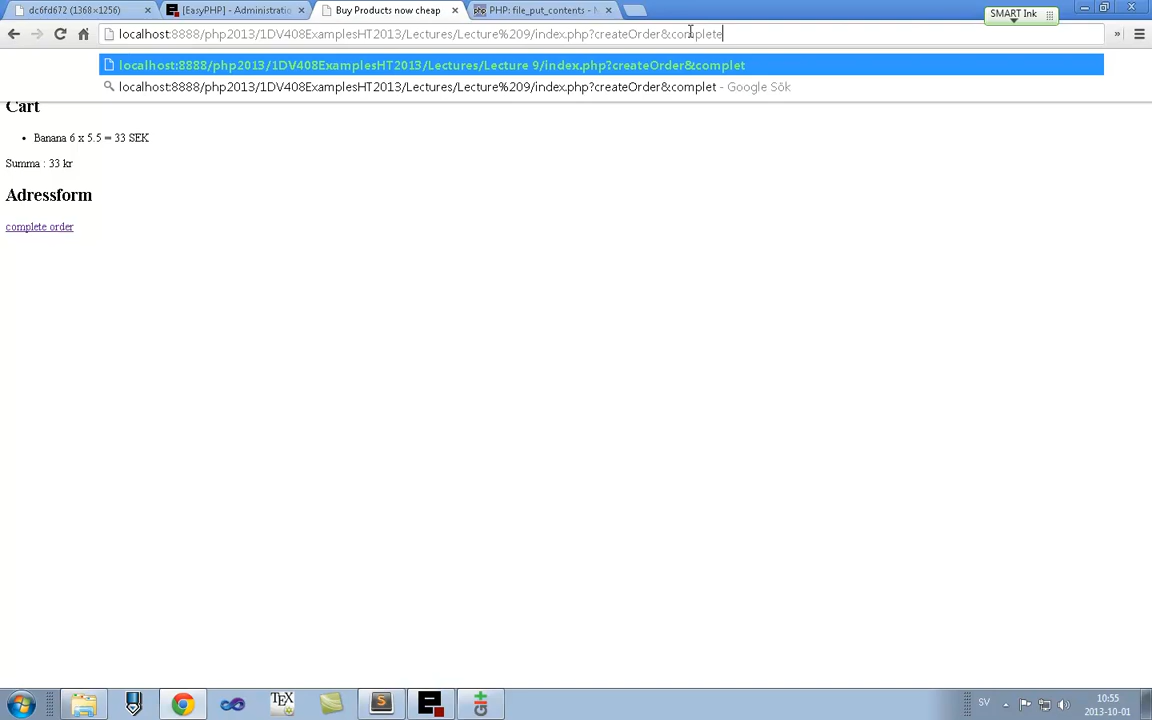 dc6fd672 (1368×1256)
[EasyPHP] - Administratio
Buy Products now cheap
PHP: file_put_contents - M
SMART Ink
localhost:8888/php2013/1DV408ExamplesHT2013/Lectures/Lecture%209/index.php?createOrder&complete
localhost:8888/php2013/1DV408ExamplesHT2013/Lectures/Lecture 9/index.php?createOrder&complet
localhost:8888/php2013/1DV408ExamplesHT2013/Lectures/Lecture%209/index.php?createOrder&complet - Google Sök
Cart
• Banana 6 x 5.5 = 33 SEK
Summa : 33 kr
Adressform
complete order
TEX
SV
10:55
2013-10-01